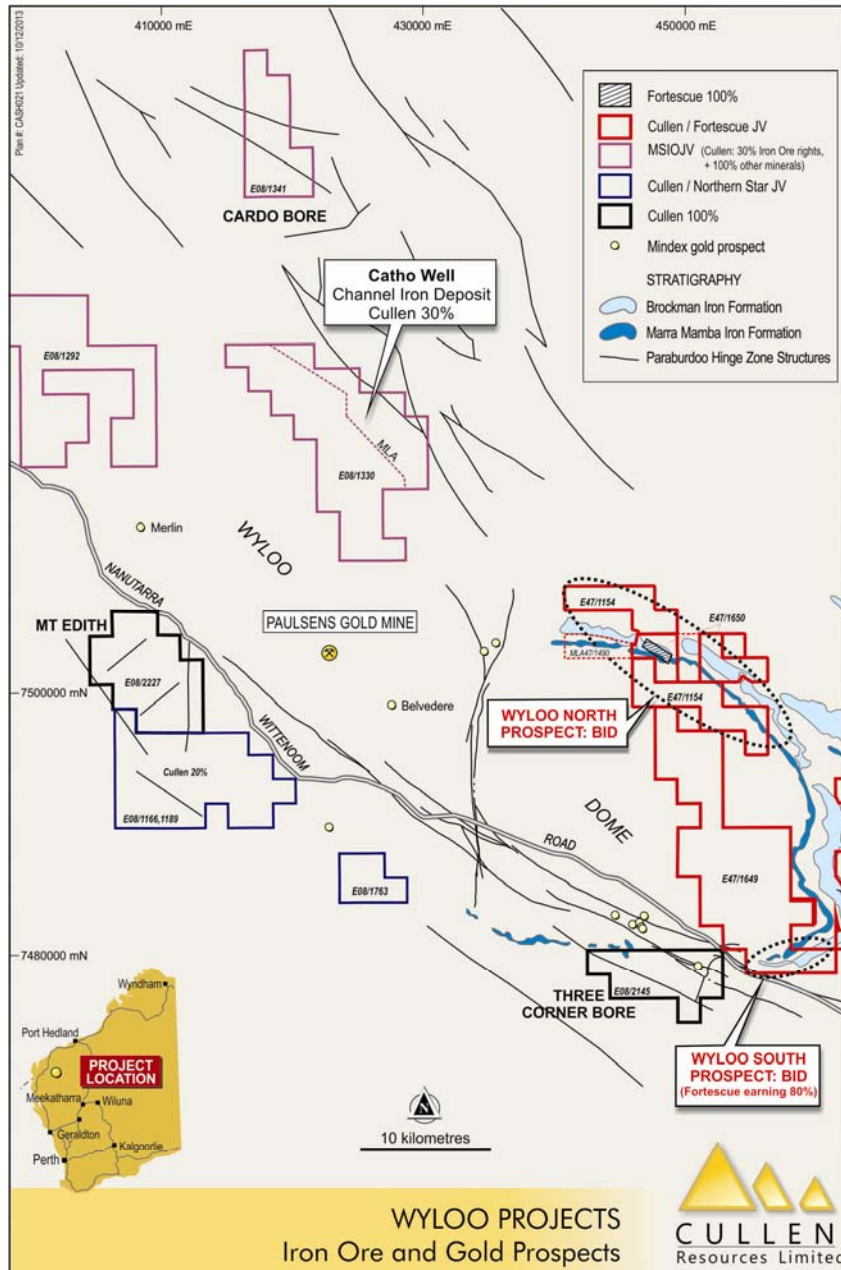 410000 mE
430000 mE
450000 mE
Plan #: CASH021 Updated: 10/12/2013
Fortescue 100%
Cullen / Fortescue JV
MSIOJV (Cullen: 30% Iron Ore rights,
+ 100% other minerals)
Cullen / Northern Star JV
Cullen 100%
Mindex gold prospect
STRATIGRAPHY
Brockman Iron Formation
Marra Mamba Iron Formation
Paraburdoo Hinge Zone Structures
E08/1341
CARDO BORE
Catho Well
Channel Iron Deposit
Cullen 30%
E08/1292
MLA
E08/1330
Merlin
WYLOO
NANUTARRA
MT EDITH
PAULSENS GOLD MINE
E47/1154
E47/1650
MLA47/1490
E08/2227
7500000 mN
E47/1154
Belvedere
WYLOO NORTH
PROSPECT: BID
WITTENOOM
Cullen 20%
E08/1166,1189
DOME
ROAD
E08/1763
E47/1649
7480000 mN
E08/2145
THREE
CORNER BORE
WYLOO SOUTH
PROSPECT: BID
(Fortescue earning 80%)
Wyndham
Port Hedland
PROJECT
LOCATION
Meekatharra
Wiluna
Geraldton
Kalgoorlie
Perth
N
10 kilometres
WYLOO PROJECTS
Iron Ore and Gold Prospects
CULLEN
Resources Limited